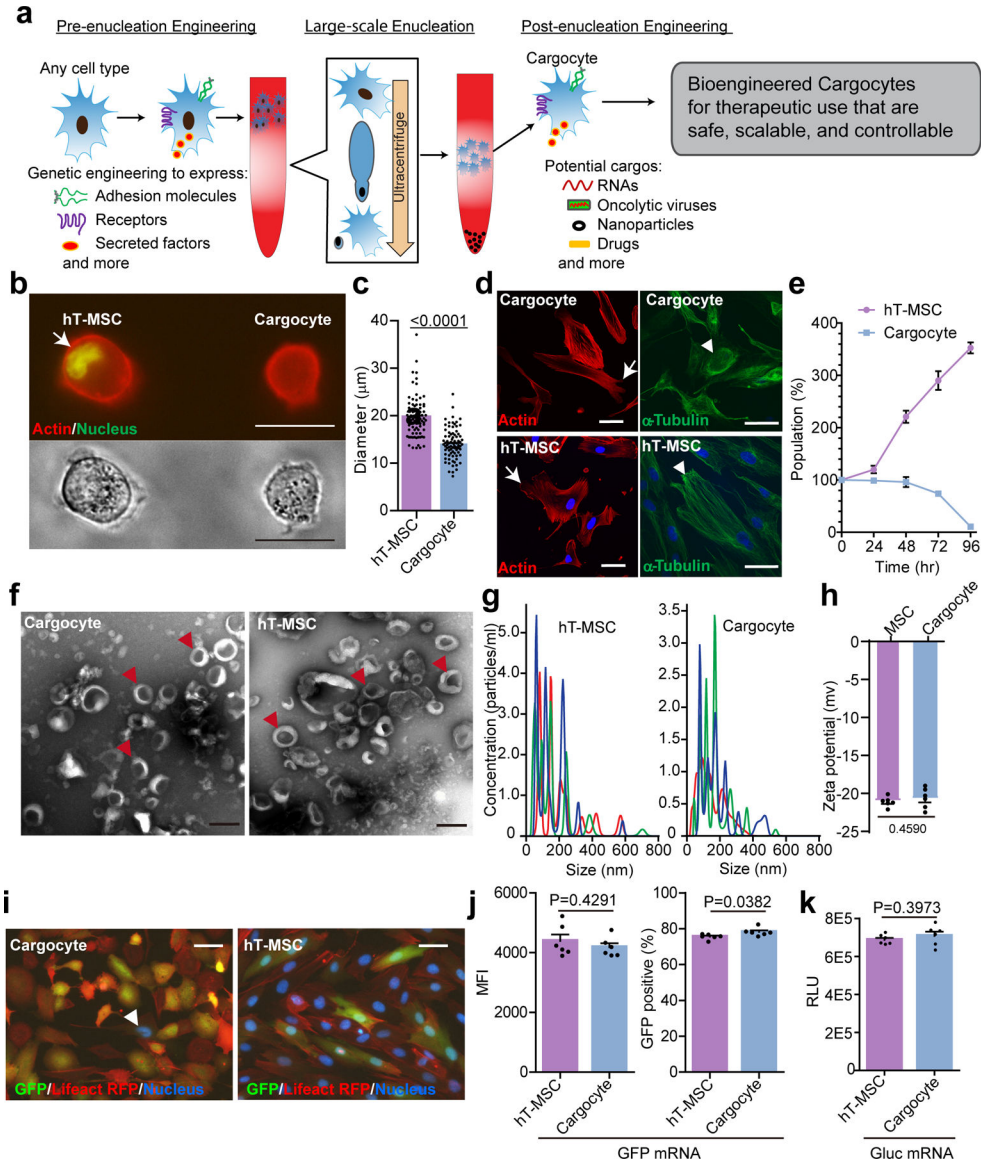 a
Pre-enucleation Engineering
Large-scale Enucleation
Post-enucleation Engineering
Any cell type
Genetic engineering to express:
Adhesion molecules
Receptors
Secreted factors
and more
Ultracentrifuge
Cargocyte
Potential cargos:
RNAs
Oncolytic viruses
Nanoparticles
Drugs
and more
Bioengineered Cargocytes
for therapeutic use that are
safe, scalable, and controllable
b
hT-MSC
Cargocyte
Actin/Nucleus
c
<0.0001
Diameter (μm)
40
30
20
10
0
hT-MSC
Cargocyte
d
Cargocyte
Actin
Cargocyte
α-Tubulin
hT-MSC
Actin
hT-MSC
α-Tubulin
e
hT-MSC
Cargocyte
Population (%)
400
300
200
100
0
0 24 48 72 96
Time (hr)
f
Cargocyte
hT-MSC
g
hT-MSC
Concentration (particles/ml)
5.0
4.0
3.0
2.0
1.0
0
0 200 400 600 800
Size (nm)
Cargocyte
3.5
3.0
2.5
2.0
1.5
1.0
0.5
0
0 200 400 600 800
Size (nm)
h
MSC
Cargocyte
Zeta potential (mv)
0
-5
-10
-15
-20
-25
0.4590
i
Cargocyte
GFP/Lifeact RFP/Nucleus
hT-MSC
GFP/Lifeact RFP/Nucleus
j
P=0.4291
MFI
6000
4000
2000
0
hT-MSC
Cargocyte
P=0.0382
GFP positive (%)
100
80
60
40
20
0
hT-MSC
Cargocyte
GFP mRNA
k
P=0.3973
RLU
8E5
6E5
4E5
2E5
0
hT-MSC
Cargocyte
Gluc mRNA